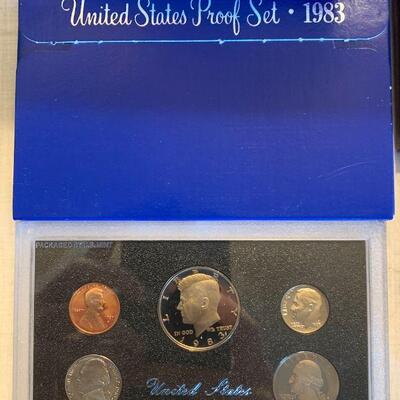 United States Proof Set · 1983
PACKAGED BY U.S. MINT
LIBERTY
IN GOD WE TRUST
1983
United States